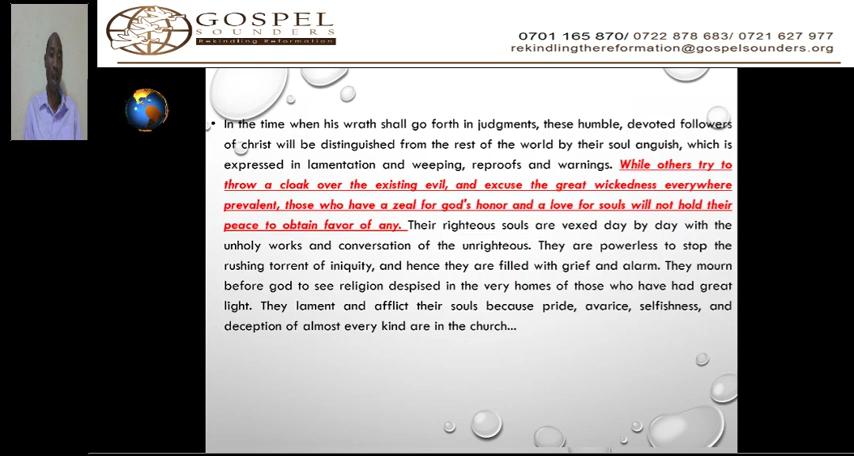 GOSPEL
SOUNDERS
Rekindling Reformation
0701 165 870/ 0722 878 683/ 0721 627 977
rekindlingthereformation@gospelsounders.org
• In the time when his wrath shall go forth in judgments, these humble, devoted followers
of christ will be distinguished from the rest of the world by their soul anguish, which is
expressed in lamentation and weeping, reproofs and warnings. While others try to
throw a cloak over the existing evil, and excuse the great wickedness everywhere
prevalent, those who have a zeal for god's honor and a love for souls will not hold their
peace to obtain favor of any. Their righteous souls are vexed day by day with the
unholy works and conversation of the unrighteous. They are powerless to stop the
rushing torrent of iniquity, and hence they are filled with grief and alarm. They mourn
before god to see religion despised in the very homes of those who have had great
light. They lament and afflict their souls because pride, avarice, selfishness, and
deception of almost every kind are in the church...